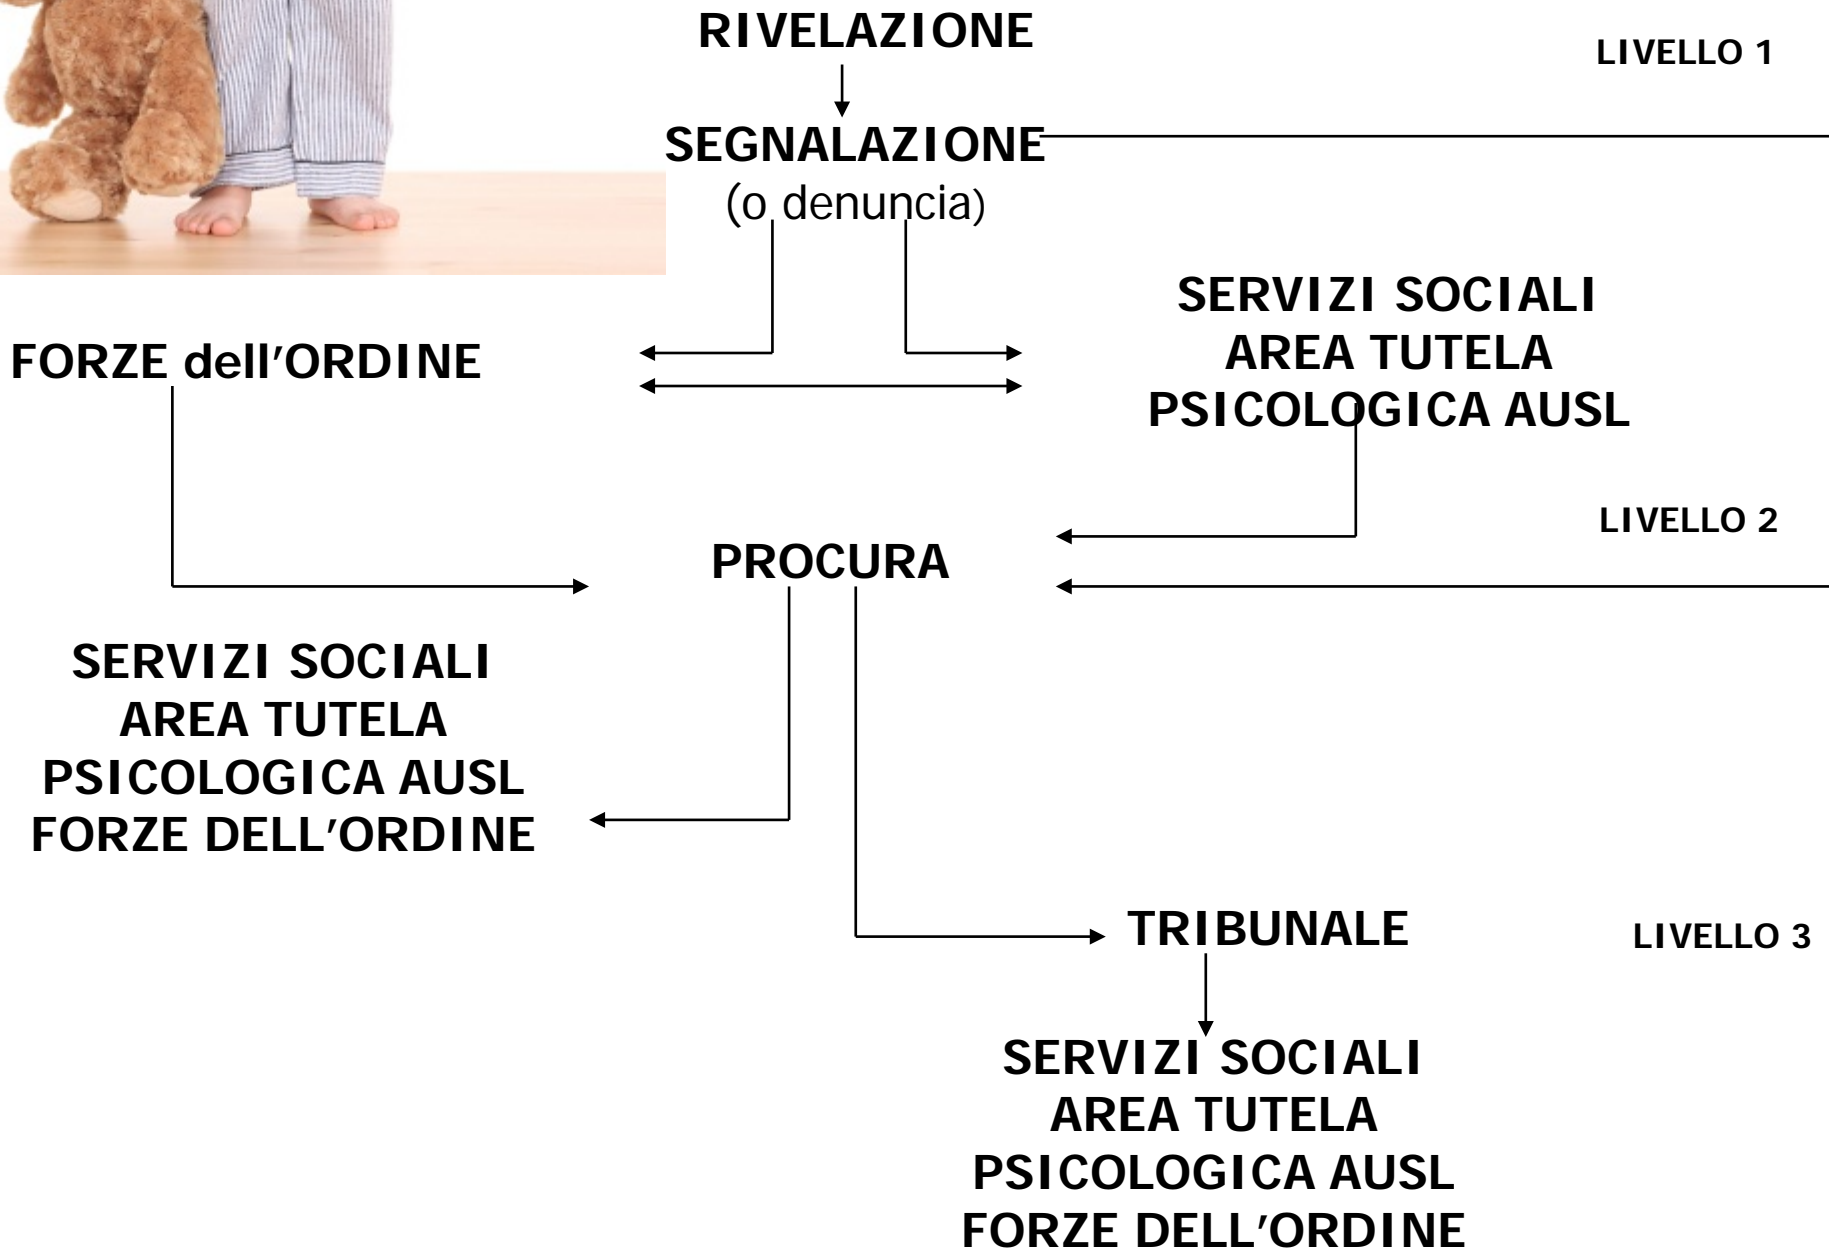 RIVELAZIONE
LIVELLO 1
SEGNALAZIONE
(o denuncia)
SERVIZI SOCIALI
AREA TUTELA
PSICOLOGICA AUSL
FORZE dell'ORDINE
LIVELLO 2
PROCURA
SERVIZI SOCIALI
AREA TUTELA
PSICOLOGICA AUSL
FORZE DELL'ORDINE
TRIBUNALE
LIVELLO 3
SERVIZI SOCIALI
AREA TUTELA
PSICOLOGICA AUSL
FORZE DELL'ORDINE